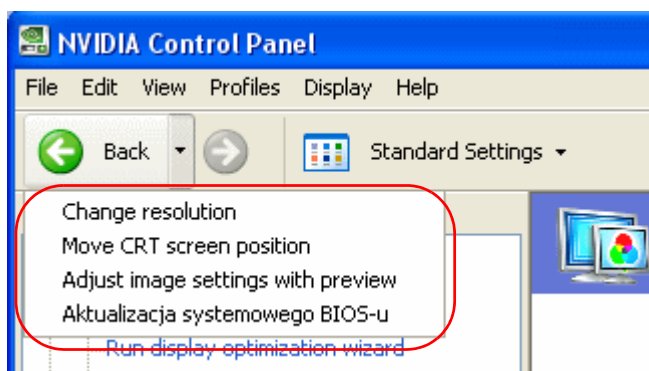 NVIDIA Control Panel
File Edit View Profiles Display Help
Back Standard Settings
Change resolution
Move CRT screen position
Adjust image settings with preview
Aktualizacja systemowego BIOS-u
Run display optimization wizard